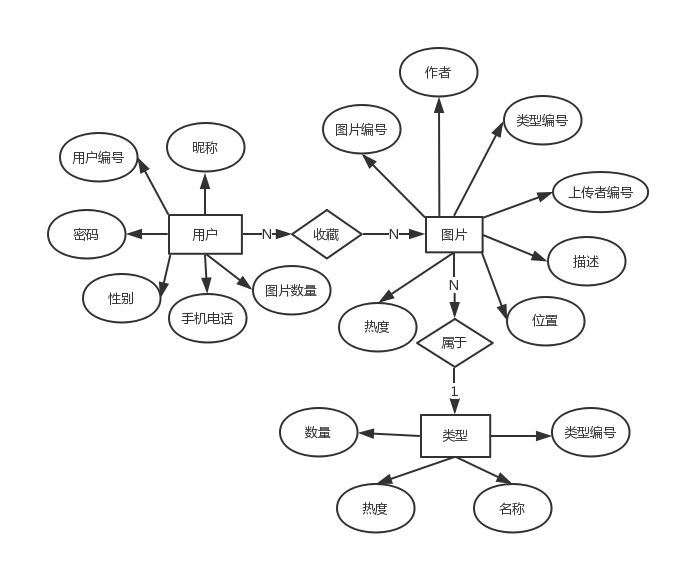 作者
图片编号
类型编号
用户编号
昵称
上传者编号
密码
用户
N
收藏
N
图片
描述
性别
手机电话
图片数量
N
热度
位置
属于
1
数量
类型
类型编号
热度
名称